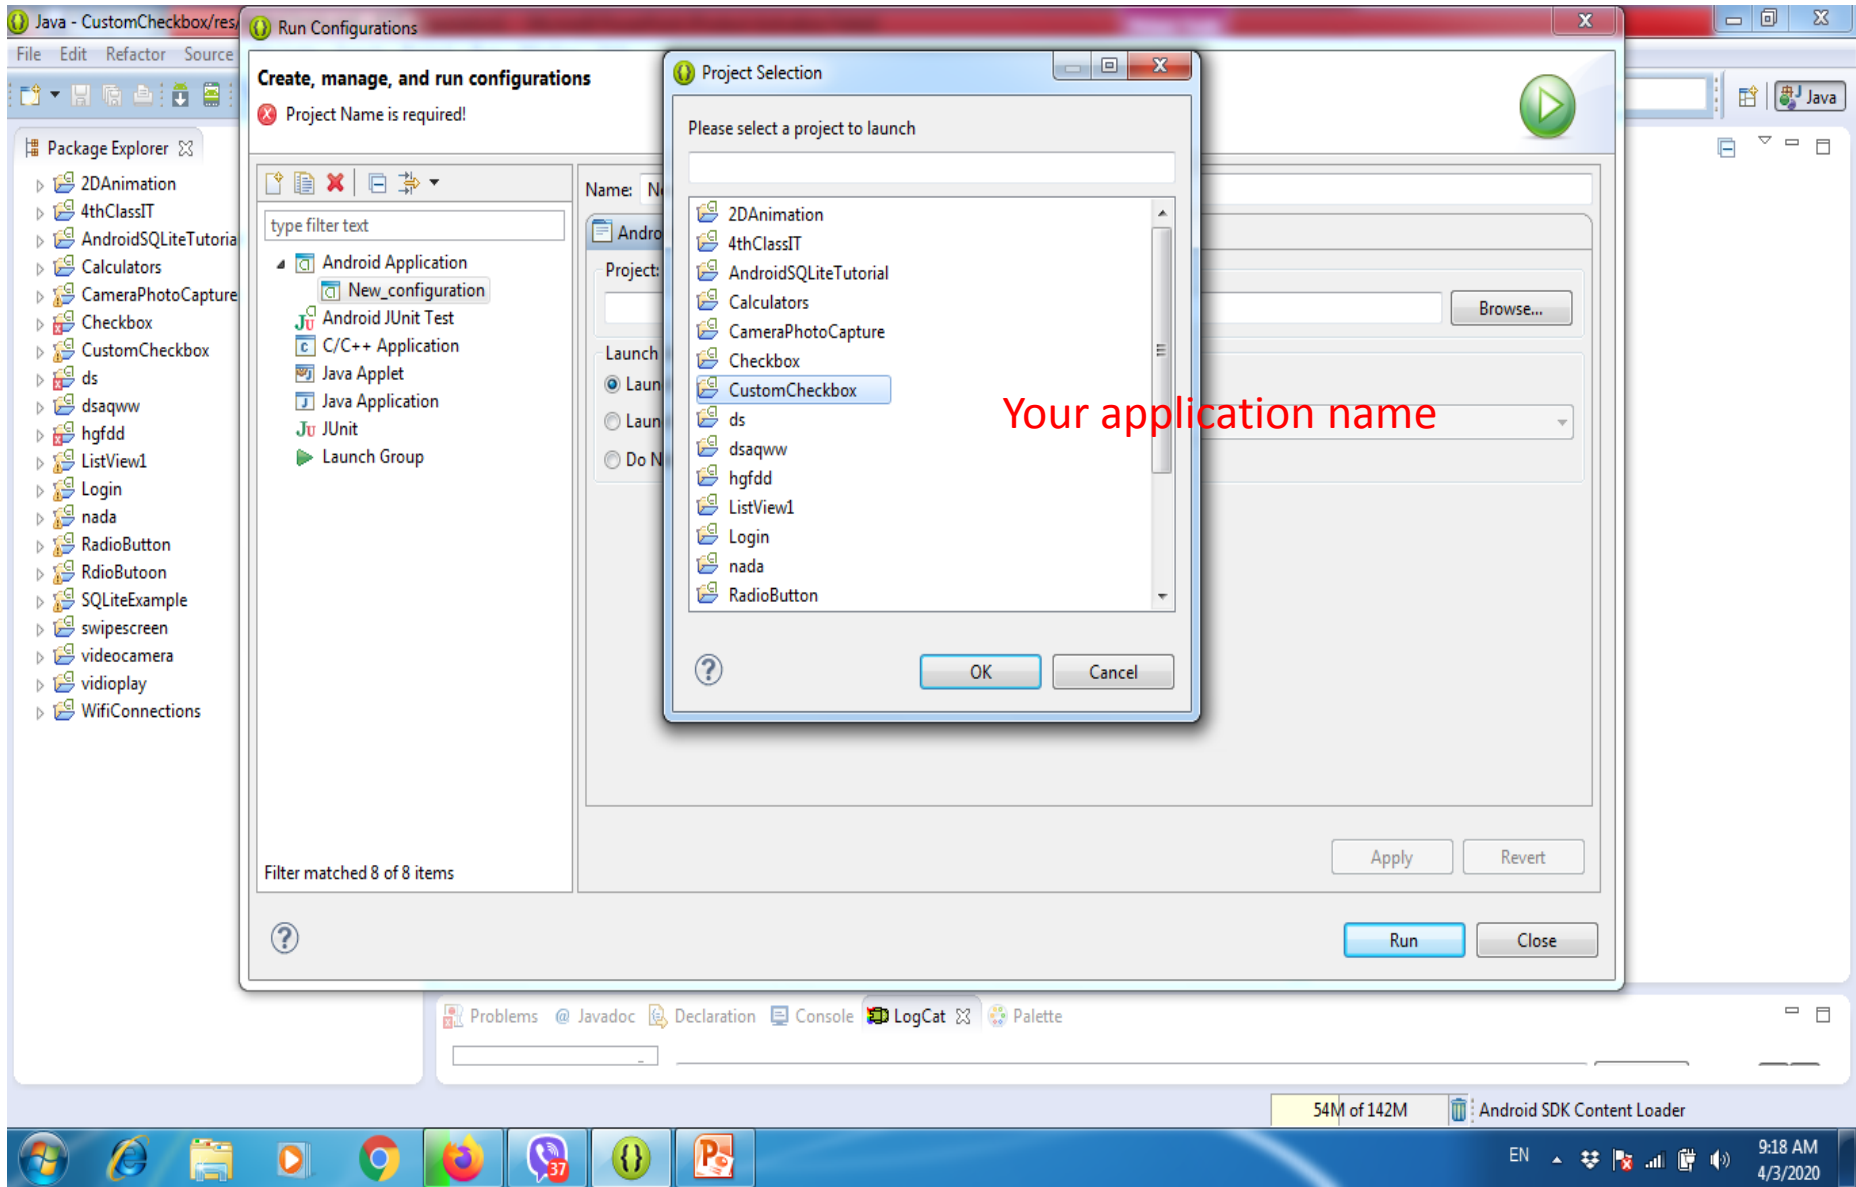 Java - CustomCheckbox/res/
File Edit Refactor Source
Java
Package Explorer
2DAnimation
4thClassIT
AndroidSQLiteTutoria
Calculators
CameraPhotoCapture
Checkbox
CustomCheckbox
ds
dsaqww
hgfdd
ListView1
Login
nada
RadioButton
RdioButoon
SQLiteExample
swipescreen
videocamera
vidioplay
WifiConnections
Run Configurations
Create, manage, and run configurations
Project Name is required!
type filter text
Android Application
New_configuration
Android JUnit Test
C/C++ Application
Java Applet
Java Application
JUnit
Launch Group
Filter matched 8 of 8 items
Name: Ne
Andro
Project:
Browse...
Launch
Laun
Laun
Do N
Apply Revert
Run Close
Project Selection
Please select a project to launch
2DAnimation
4thClassIT
AndroidSQLiteTutorial
Calculators
CameraPhotoCapture
Checkbox
CustomCheckbox
ds
dsaqww
hgfdd
ListView1
Login
nada
RadioButton
OK Cancel
Your application name
Problems @ Javadoc Declaration Console LogCat Palette
54M of 142M Android SDK Content Loader
37
EN
9:18 AM
4/3/2020